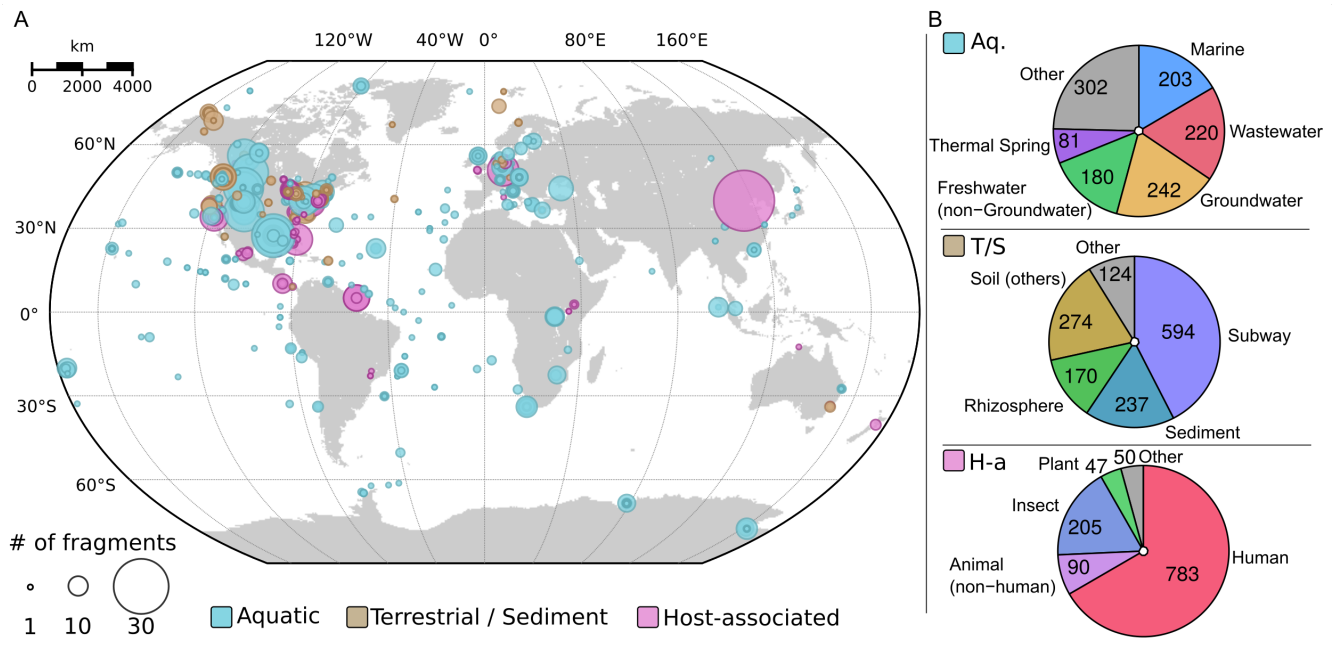 A
km
0 2000 4000
120°W 40°W 0° 80°E 160°E
60°N
30°N
0°
30°S
60°S
# of fragments
1 10 30
Aquatic Terrestrial / Sediment Host-associated
B
Aq.
Marine
203
Wastewater
220
Groundwater
242
Freshwater
(non−Groundwater)
180
Thermal Spring
81
Other
302
T/S
Other
124
Subway
594
Sediment
237
Rhizosphere
170
Soil (others)
274
H-a
Plant 47 50 Other
Insect
205
Animal
(non−human)
90
Human
783